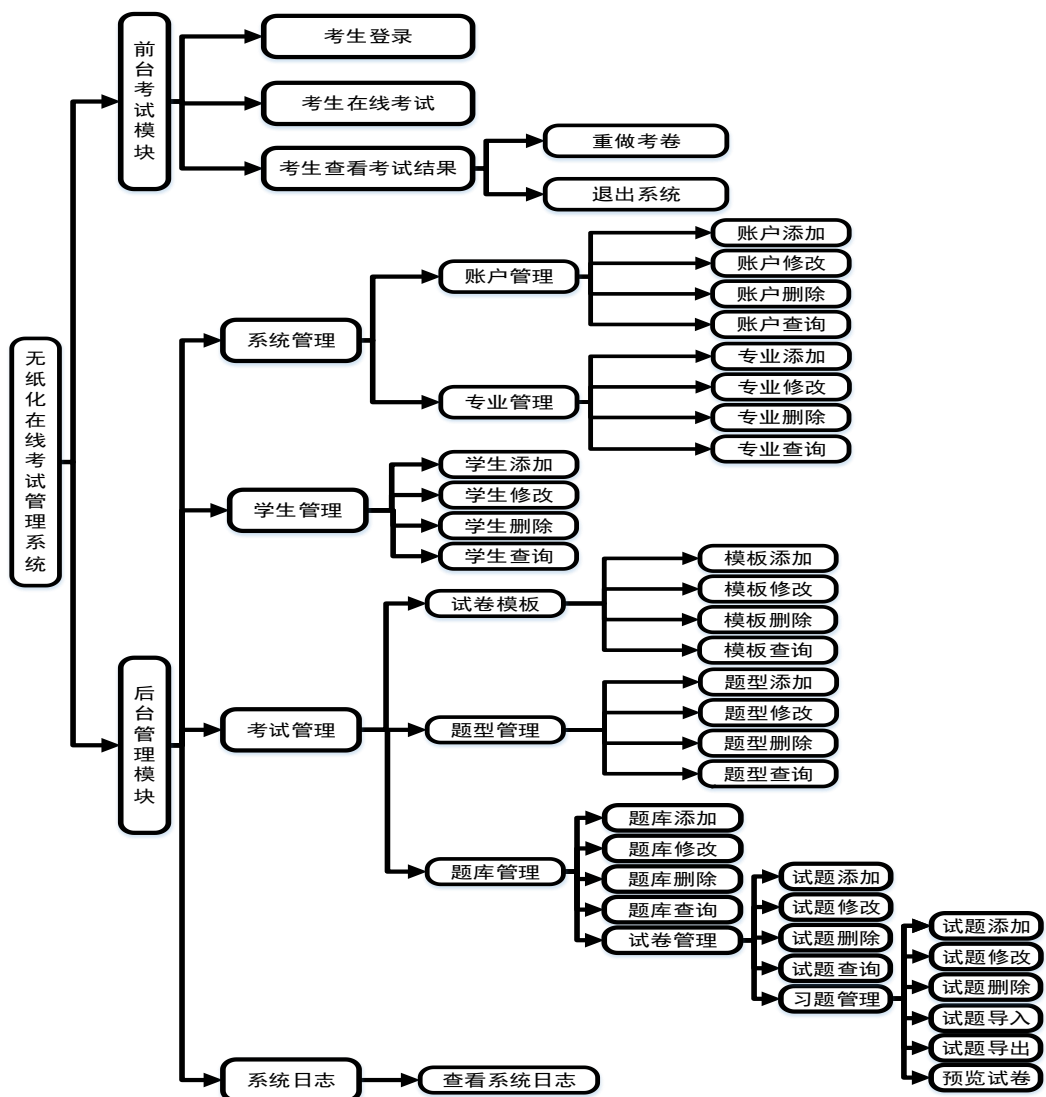 无纸化在线考试管理系统
前台考试模块
考生登录
考生在线考试
考生查看考试结果
重做考卷
退出系统
后台管理模块
系统管理
账户管理
账户添加
账户修改
账户删除
账户查询
专业管理
专业添加
专业修改
专业删除
专业查询
学生管理
学生添加
学生修改
学生删除
学生查询
考试管理
试卷模板
模板添加
模板修改
模板删除
模板查询
题型管理
题型添加
题型修改
题型删除
题型查询
题库管理
题库添加
题库修改
题库删除
题库查询
试卷管理
试题添加
试题修改
试题删除
试题查询
习题管理
试题添加
试题修改
试题删除
试题导入
试题导出
预览试卷
系统日志
查看系统日志